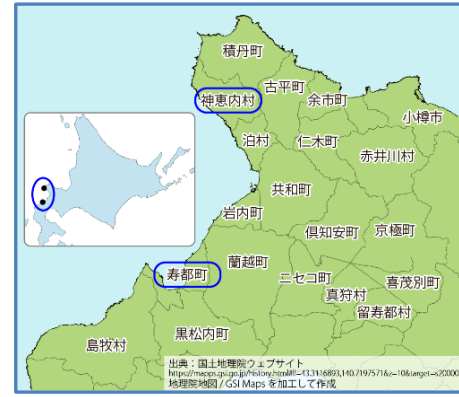 積丹町
古平町
神恵内村
余市町
小樽市
泊村
仁木町
赤井川村
共和町
岩内町
倶知安町
京極町
蘭越町
寿都町
ニセコ町
喜茂別町
真狩村
留寿都村
黒松内町
島牧村
出典：国土地理院ウェブサイト
地理院地図 / GSI Maps を加工して作成